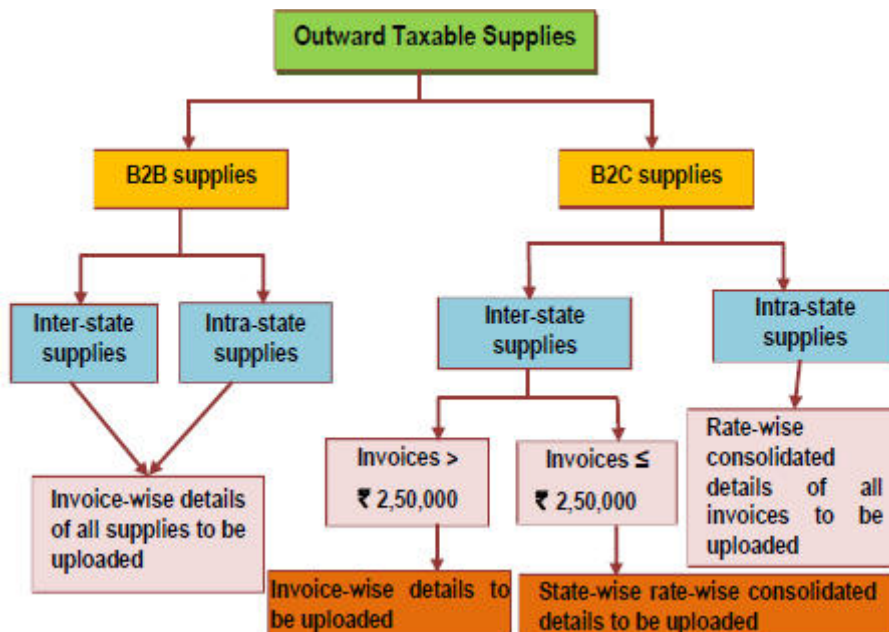 Outward Taxable Supplies
B2B supplies
B2C supplies
Inter-state
supplies
Intra-state
supplies
Inter-state
supplies
Intra-state
supplies
Invoice-wise details
of all supplies to be
uploaded
Invoices >
₹ 2,50,000
Invoices ≤
₹ 2,50,000
Rate-wise
consolidated
details of all
invoices to be
uploaded
Invoice-wise details to
be uploaded
State-wise rate-wise consolidated
details to be uploaded